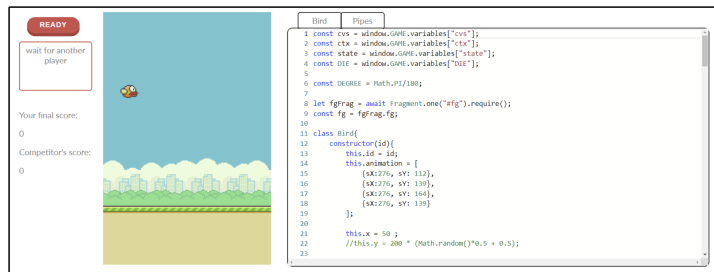 READY
wait for another
player
Your final score:
0
Competitor's score:
0
Bird
Pipes
1 const cvs = window.GAME.variables["cvs"];
2 const ctx = window.GAME.variables["ctx"];
3 const state = window.GAME.variables["state"];
4 const DIE = window.GAME.variables["DIE"];
5
6 const DEGREE = Math.PI/180;
7
8 let fgFrag = await Fragment.one("#fg").require();
9 const fg = fgFrag.fg;
10
11 class Bird{
12 constructor(id){
13 this.id = id;
14 this.animation = [
15 {sX:276, sY: 112},
16 {sX:276, sY: 139},
17 {sX:276, sY: 164},
18 {sX:276, sY: 139}
19 ];
20
21 this.x = 50 ;
22 //this.y = 200 * (Math.random()*0.5 + 0.5);
23